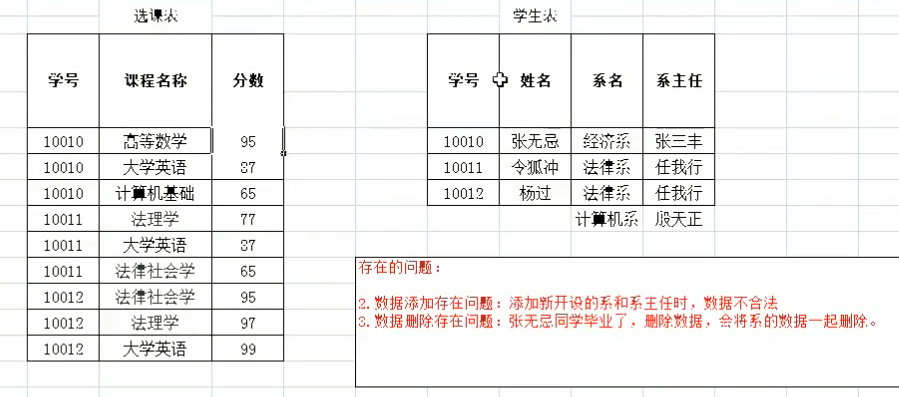 选课表 学生表
学号 课程名称 分数 学号 姓名 系名 系主任
10010 高等数学 95 10010 张无忌 经济系 张三丰
10010 大学英语 87 10011 令狐冲 法律系 任我行
10010 计算机基础 65 10012 杨过 法律系 任我行
10011 法理学 77 计算机系 殷天正
10011 大学英语 87
10011 法律社会学 65
10012 法律社会学 95
10012 法理学 97
10012 大学英语 99
存在的问题：
2.数据添加存在问题：添加新开设的系和系主任时，数据不合法
3.数据删除存在问题：张无忌同学毕业了，删除数据，会将系的数据一起删除。